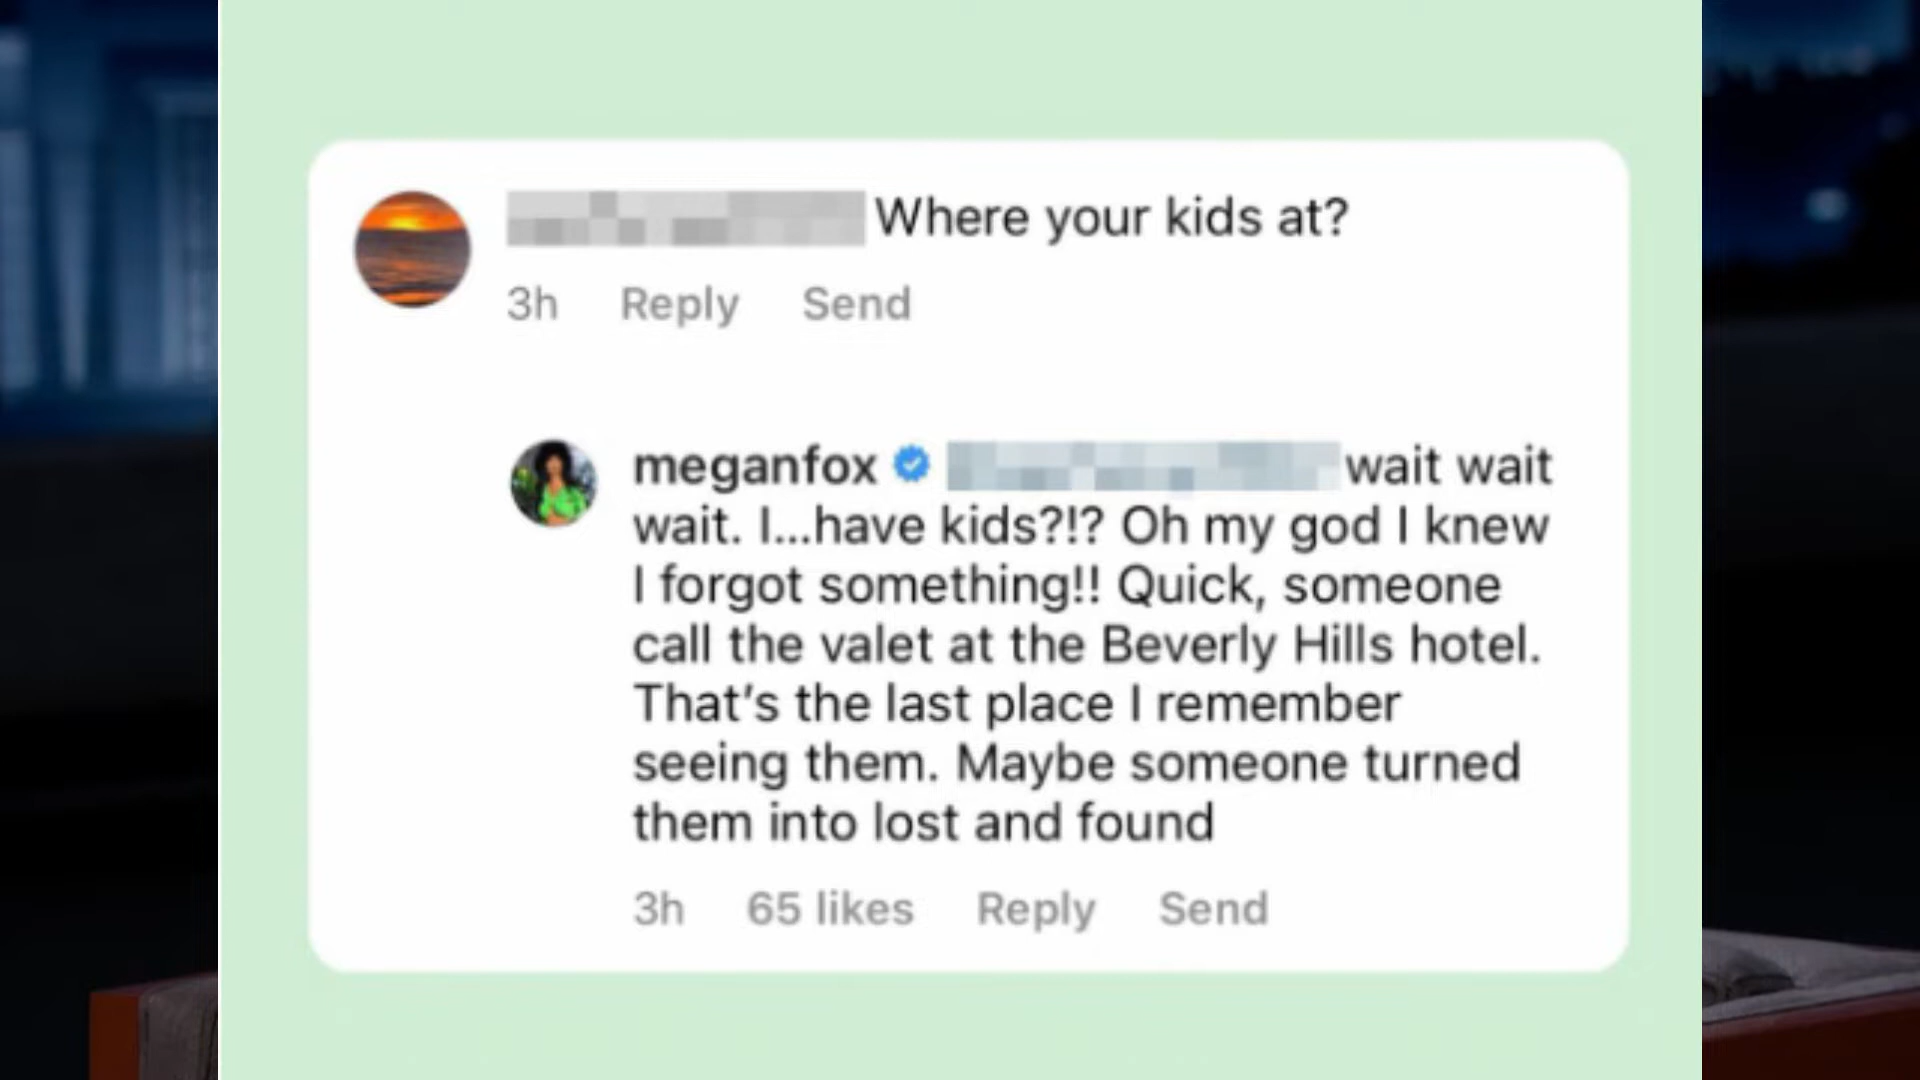 Where your kids at?
3h Reply Send
meganfox wait wait
wait. I...have kids?!? Oh my god I knew
I forgot something!! Quick, someone
call the valet at the Beverly Hills hotel.
That's the last place I remember
seeing them. Maybe someone turned
them into lost and found
3h 65 likes Reply Send